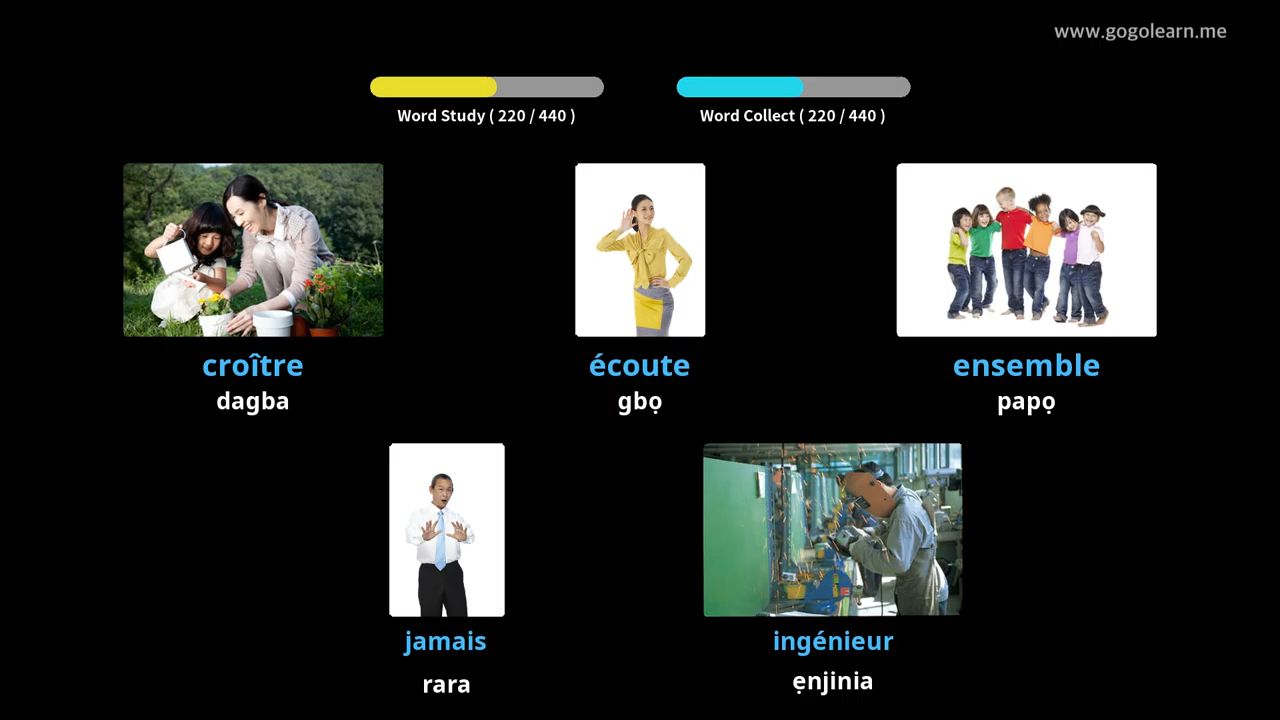 www.gogolearn.me
Word Study ( 220 / 440 )
Word Collect ( 220 / 440 )
croître
dagba
écoute
gbọ
ensemble
papọ
jamais
rara
ingénieur
ẹnjinia